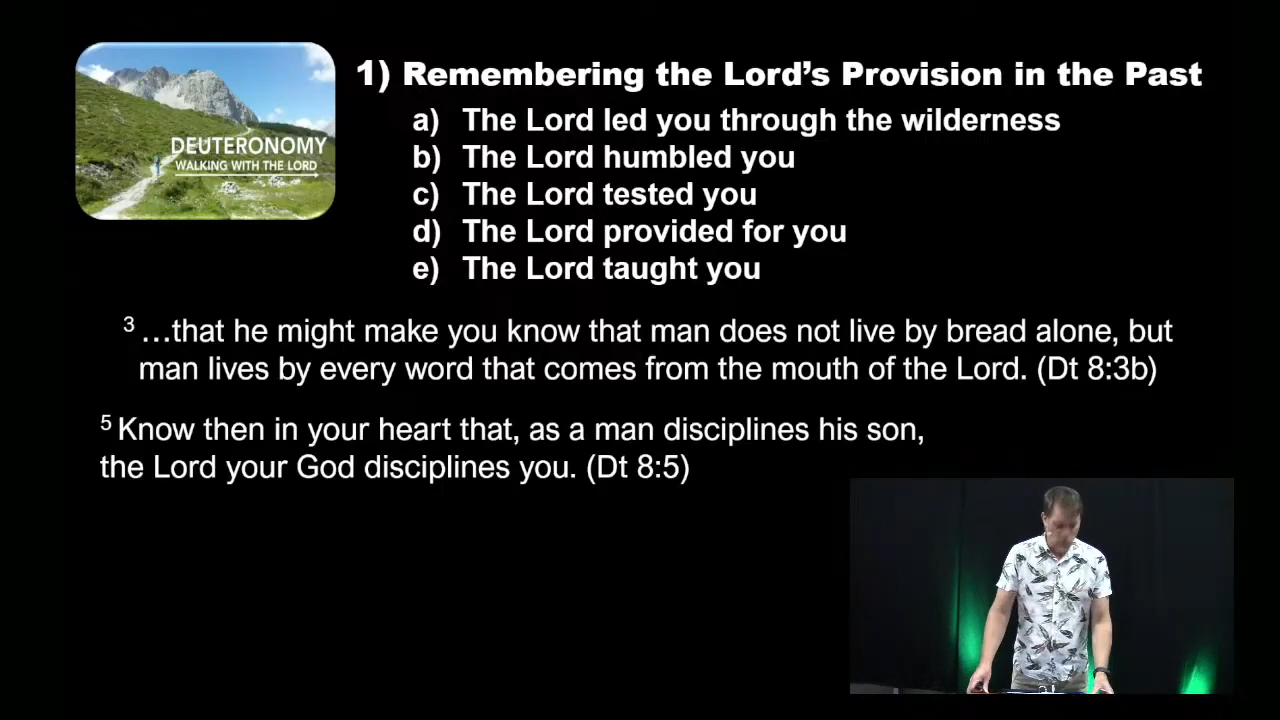 DEUTERONOMY
WALKING WITH THE LORD
1) Remembering the Lord’s Provision in the Past
a) The Lord led you through the wilderness
b) The Lord humbled you
c) The Lord tested you
d) The Lord provided for you
e) The Lord taught you
3 …that he might make you know that man does not live by bread alone, but
man lives by every word that comes from the mouth of the Lord. (Dt 8:3b)
5 Know then in your heart that, as a man disciplines his son,
the Lord your God disciplines you. (Dt 8:5)